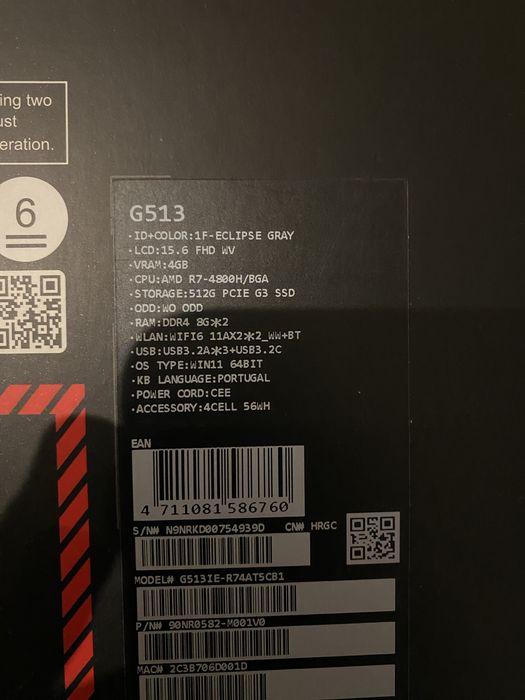 ing two
ust
eration.
6
G513
·ID+COLOR:1F-ECLIPSE GRAY
·LCD:15.6 FHD WV
·VRAM:4GB
·CPU:AMD R7-4800H/BGA
·STORAGE:512G PCIE G3 SSD
·ODD:WO ODD
·RAM:DDR4 8G*2
·WLAN:WIFI6 11AX2*2_WW+BT
·USB:USB3.2A*3+USB3.2C
·OS TYPE:WIN11 64BIT
·KB LANGUAGE:PORTUGAL
·POWER CORD:CEE
·ACCESSORY:4CELL 56WH
EAN
4 711081 586760
S/N# N9NRKD00754939D CN# HRGC
MODEL# G513IE-R74AT5CB1
P/N# 90NR0582-M001V0
MAC# 2C3B706D001D